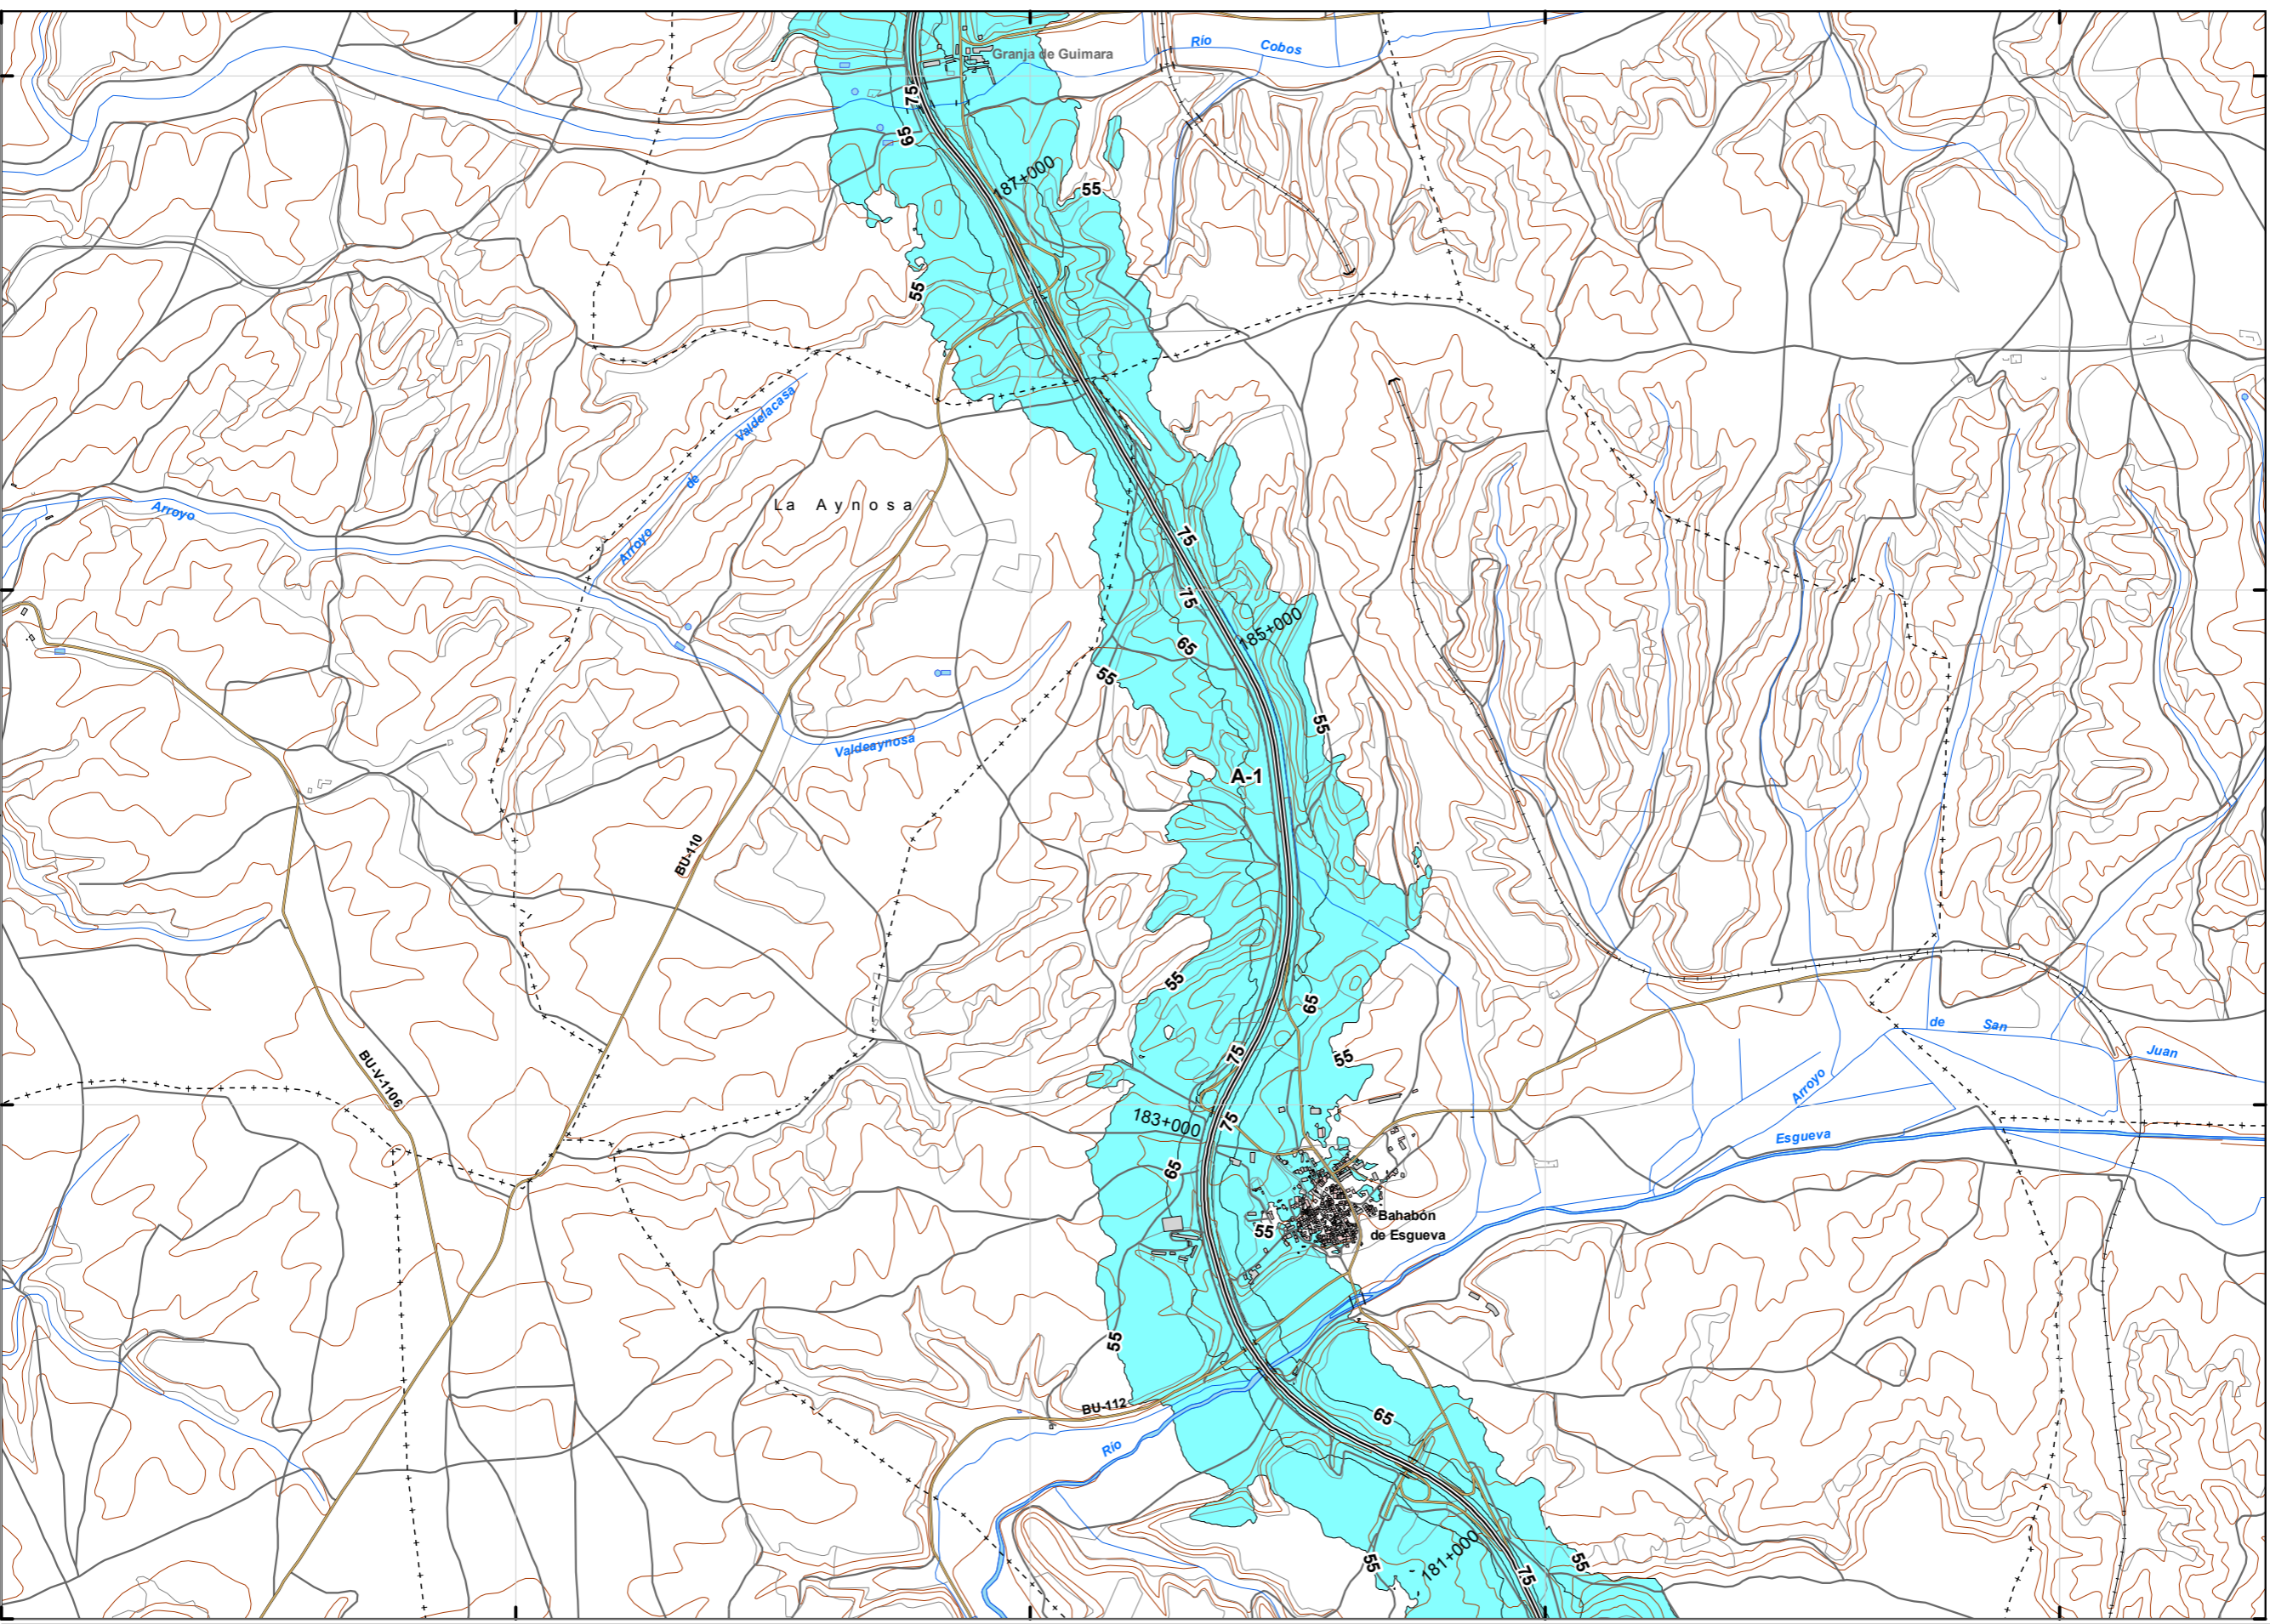 Río Cobos
Granja de Guimara
75
65
187+000
55
55
Arroyo de Valdelacasa
La Aynosa
Arroyo
75
75
185+000
65
55
55
Valdeaynosa
A-1
BU-110
55
65
75
55
de San Juan
BU-V-1106
Arroyo
183+000
75
Esgueva
65
Bahabón
de Esgueva
55
55
BU-112
65
Río
181+000
55
75
55